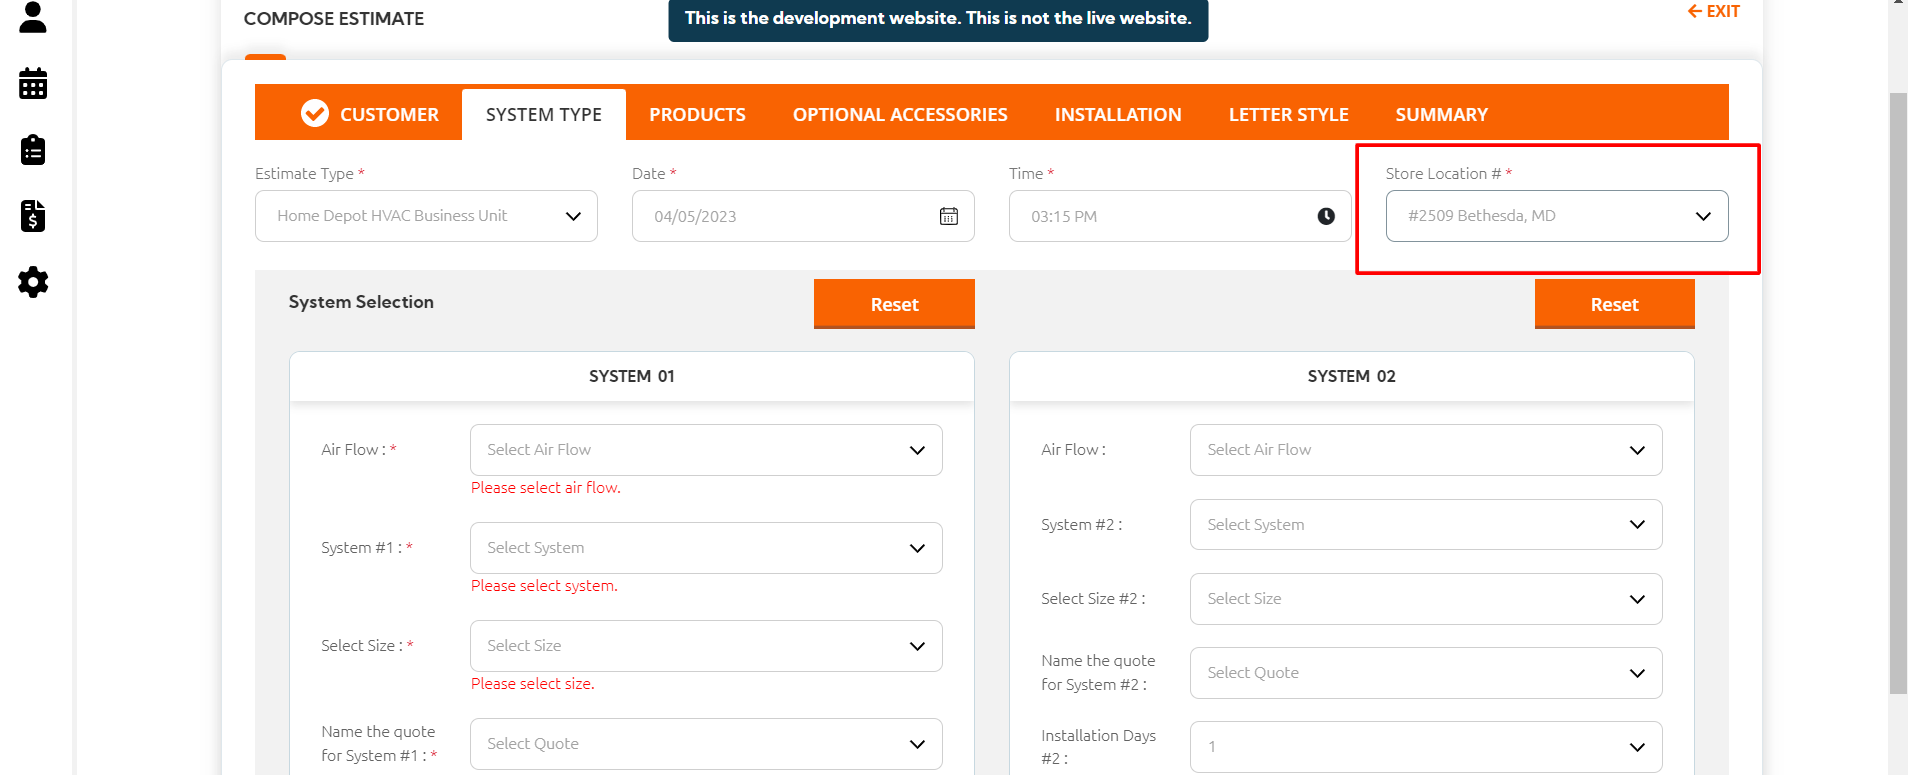 COMPOSE ESTIMATE
This is the development website. This is not the live website.
EXIT
CUSTOMER
SYSTEM TYPE
PRODUCTS
OPTIONAL ACCESSORIES
INSTALLATION
LETTER STYLE
SUMMARY
Estimate Type *
Date *
Time *
Store Location # *
Home Depot HVAC Business Unit
04/05/2023
03:15 PM
#2509 Bethesda, MD
System Selection
Reset
Reset
SYSTEM 01
Air Flow : *
Select Air Flow
Please select air flow.
System #1 : *
Select System
Please select system.
Select Size : *
Select Size
Please select size.
Name the quote
for System #1 : *
Select Quote
SYSTEM 02
Air Flow :
Select Air Flow
System #2 :
Select System
Select Size #2 :
Select Size
Name the quote
for System #2 :
Select Quote
Installation Days
#2 :
1